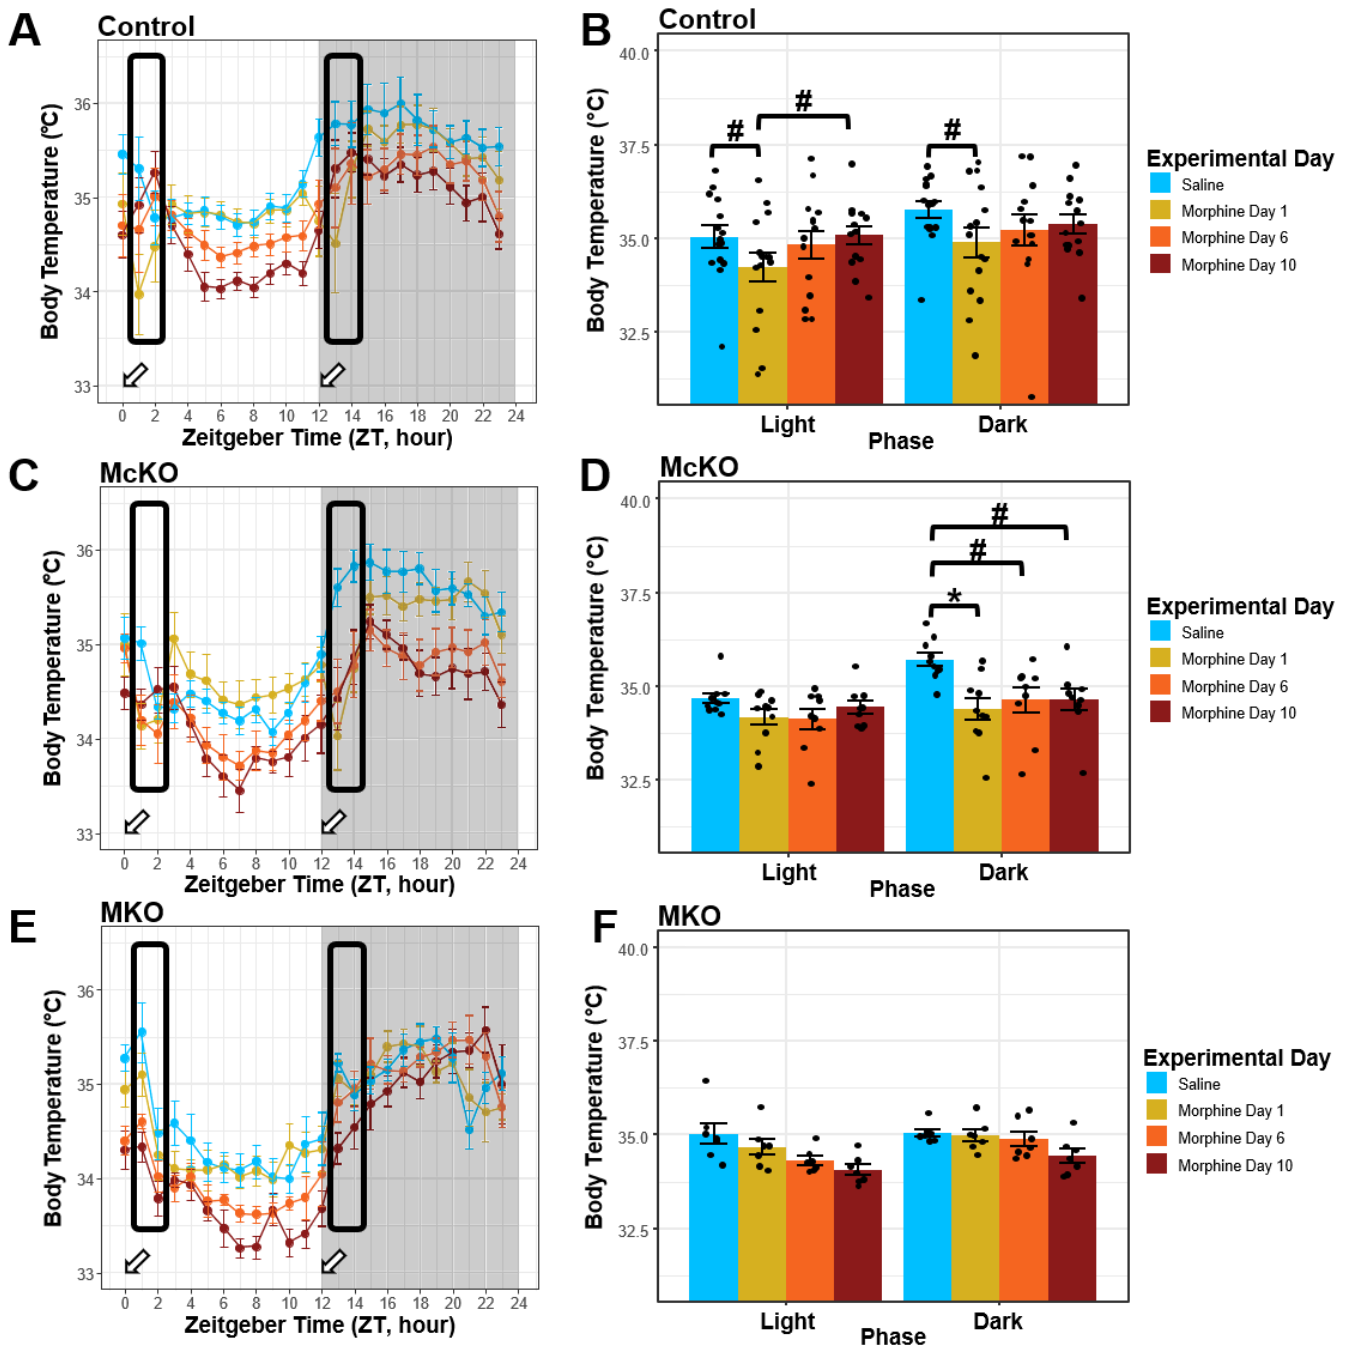 A
Control
36
35
34
33
Body Temperature (°C)
0 2 4 6 8 10 12 14 16 18 20 22 24
Zeitgeber Time (ZT, hour)
B
Control
40.0
37.5
35.0
32.5
Body Temperature (°C)
# # #
Light Dark
Phase
Experimental Day
Saline
Morphine Day 1
Morphine Day 6
Morphine Day 10
C
McKO
36
35
34
33
Body Temperature (°C)
0 2 4 6 8 10 12 14 16 18 20 22 24
Zeitgeber Time (ZT, hour)
D
McKO
40.0
37.5
35.0
32.5
Body Temperature (°C)
#
#
*
Light Dark
Phase
Experimental Day
Saline
Morphine Day 1
Morphine Day 6
Morphine Day 10
E
MKO
36
35
34
33
Body Temperature (°C)
0 2 4 6 8 10 12 14 16 18 20 22 24
Zeitgeber Time (ZT, hour)
F
MKO
40.0
37.5
35.0
32.5
Body Temperature (°C)
Light Dark
Phase
Experimental Day
Saline
Morphine Day 1
Morphine Day 6
Morphine Day 10